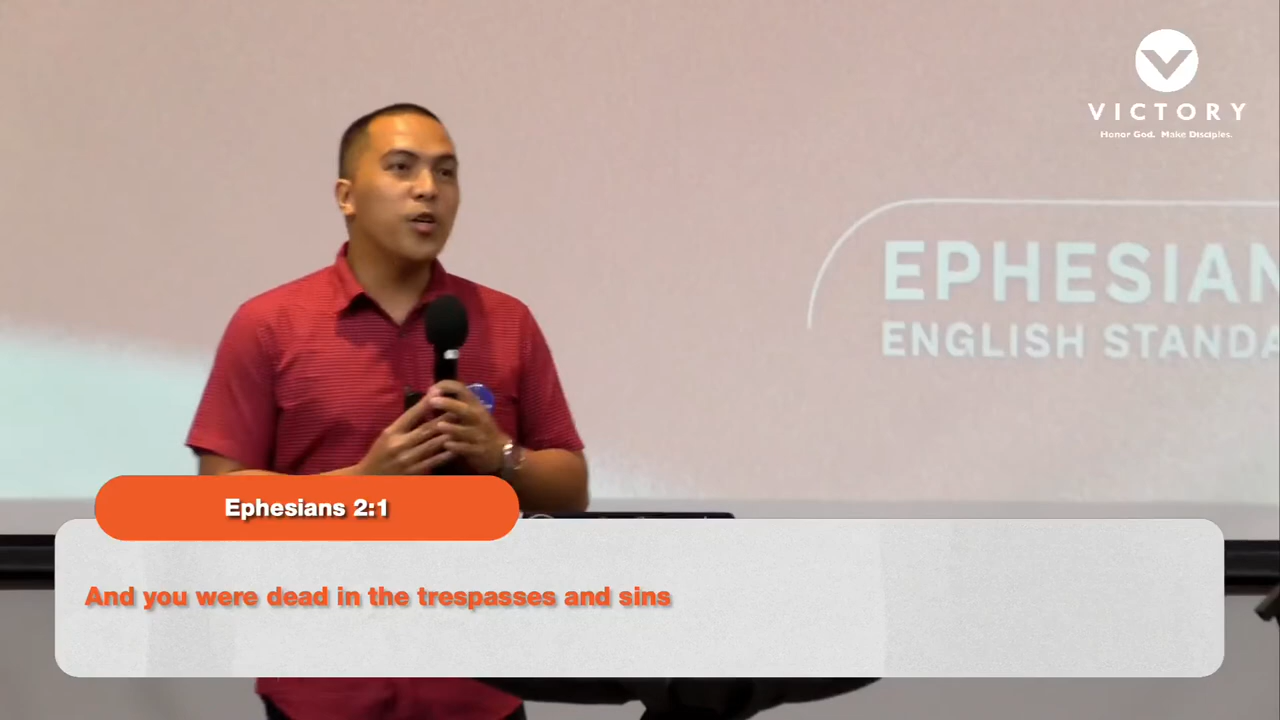 VICTORY
Honor God. Make Disciples.
EPHESIAN
ENGLISH STANDA
Ephesians 2:1
And you were dead in the trespasses and sins